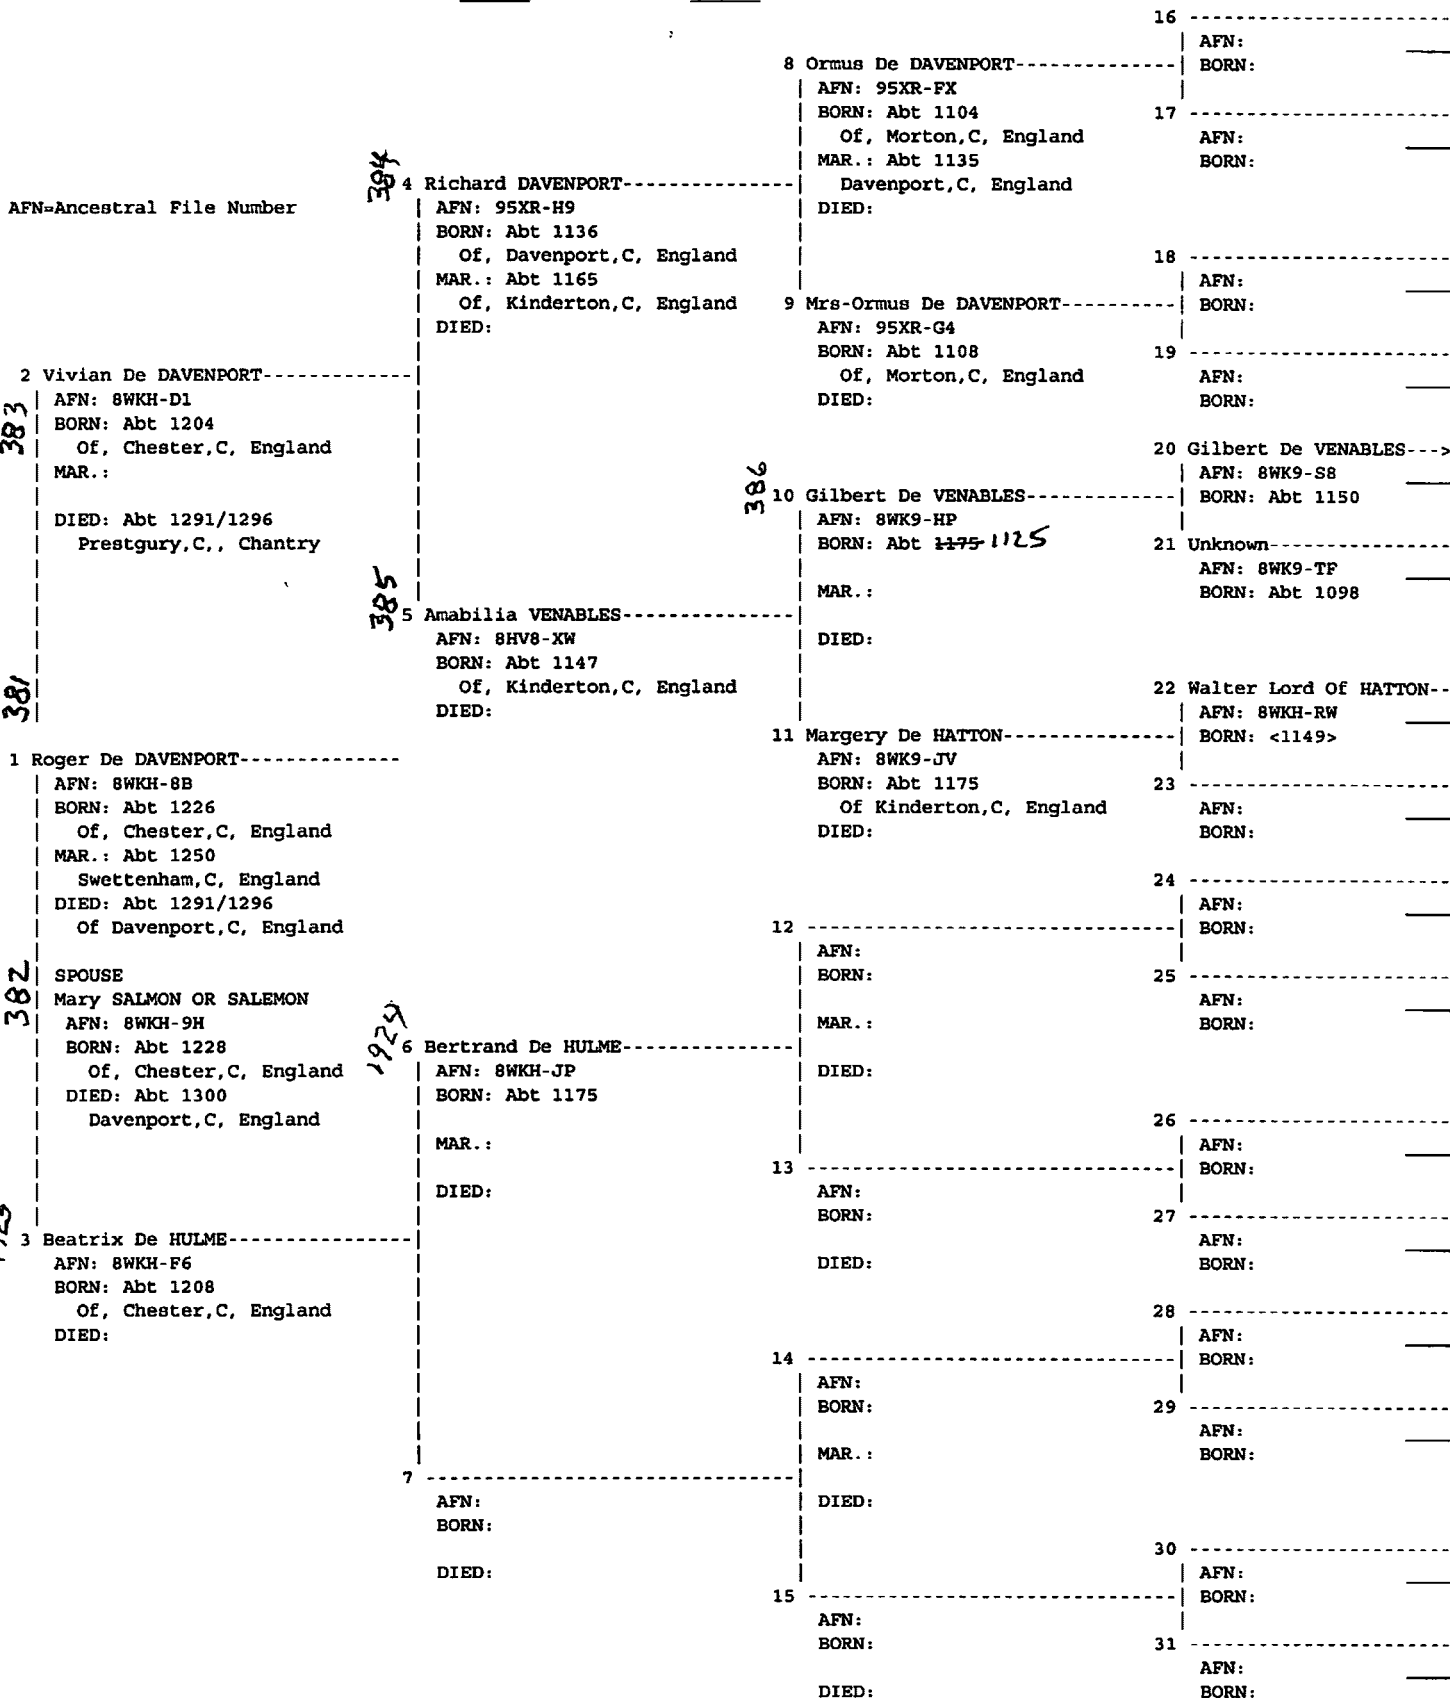 AFN=Ancestral File Number
383
2 Vivian De DAVENPORT
AFN: 8WKH-D1
BORN: Abt 1204
Of, Chester,C, England
MAR.:
DIED: Abt 1291/1296
Prestgury,C,, Chantry
381
1 Roger De DAVENPORT
AFN: 8WKH-8B
BORN: Abt 1226
Of, Chester,C, England
MAR.: Abt 1250
Swettenham,C, England
DIED: Abt 1291/1296
Of Davenport,C, England
382
SPOUSE
Mary SALMON OR SALEMON
AFN: 8WKH-9H
BORN: Abt 1228
Of, Chester,C, England
DIED: Abt 1300
Davenport,C, England
3 Beatrix De HULME
AFN: 8WKH-F6
BORN: Abt 1208
Of, Chester,C, England
DIED:
384
4 Richard DAVENPORT
AFN: 95XR-H9
BORN: Abt 1136
Of, Davenport,C, England
MAR.: Abt 1165
Of, Kinderton,C, England
DIED:
385
5 Amabilia VENABLES
AFN: 8HV8-XW
BORN: Abt 1147
Of, Kinderton,C, England
DIED:
1924
6 Bertrand De HULME
AFN: 8WKH-JP
BORN: Abt 1175
MAR.:
DIED:
7
AFN:
BORN:
DIED:
8 Ormus De DAVENPORT
AFN: 95XR-FX
BORN: Abt 1104
Of, Morton,C, England
MAR.: Abt 1135
Davenport,C, England
DIED:
9 Mrs-Ormus De DAVENPORT
AFN: 95XR-G4
BORN: Abt 1108
Of, Morton,C, England
DIED:
386
10 Gilbert De VENABLES
AFN: 8WK9-HP
BORN: Abt 1175 1125
MAR.:
DIED:
11 Margery De HATTON
AFN: 8WK9-JV
BORN: Abt 1175
Of Kinderton,C, England
DIED:
12
AFN:
BORN:
MAR.:
DIED:
13
AFN:
BORN:
DIED:
14
AFN:
BORN:
MAR.:
DIED:
15
AFN:
BORN:
DIED:
16
AFN:
BORN:
17
AFN:
BORN:
18
AFN:
BORN:
19
AFN:
BORN:
20 Gilbert De VENABLES--->
AFN: 8WK9-S8
BORN: Abt 1150
21 Unknown
AFN: 8WK9-TF
BORN: Abt 1098
22 Walter Lord Of HATTON
AFN: 8WKH-RW
BORN: <1149>
23
AFN:
BORN:
24
AFN:
BORN:
25
AFN:
BORN:
26
AFN:
BORN:
27
AFN:
BORN:
28
AFN:
BORN:
29
AFN:
BORN:
30
AFN:
BORN:
31
AFN:
BORN: